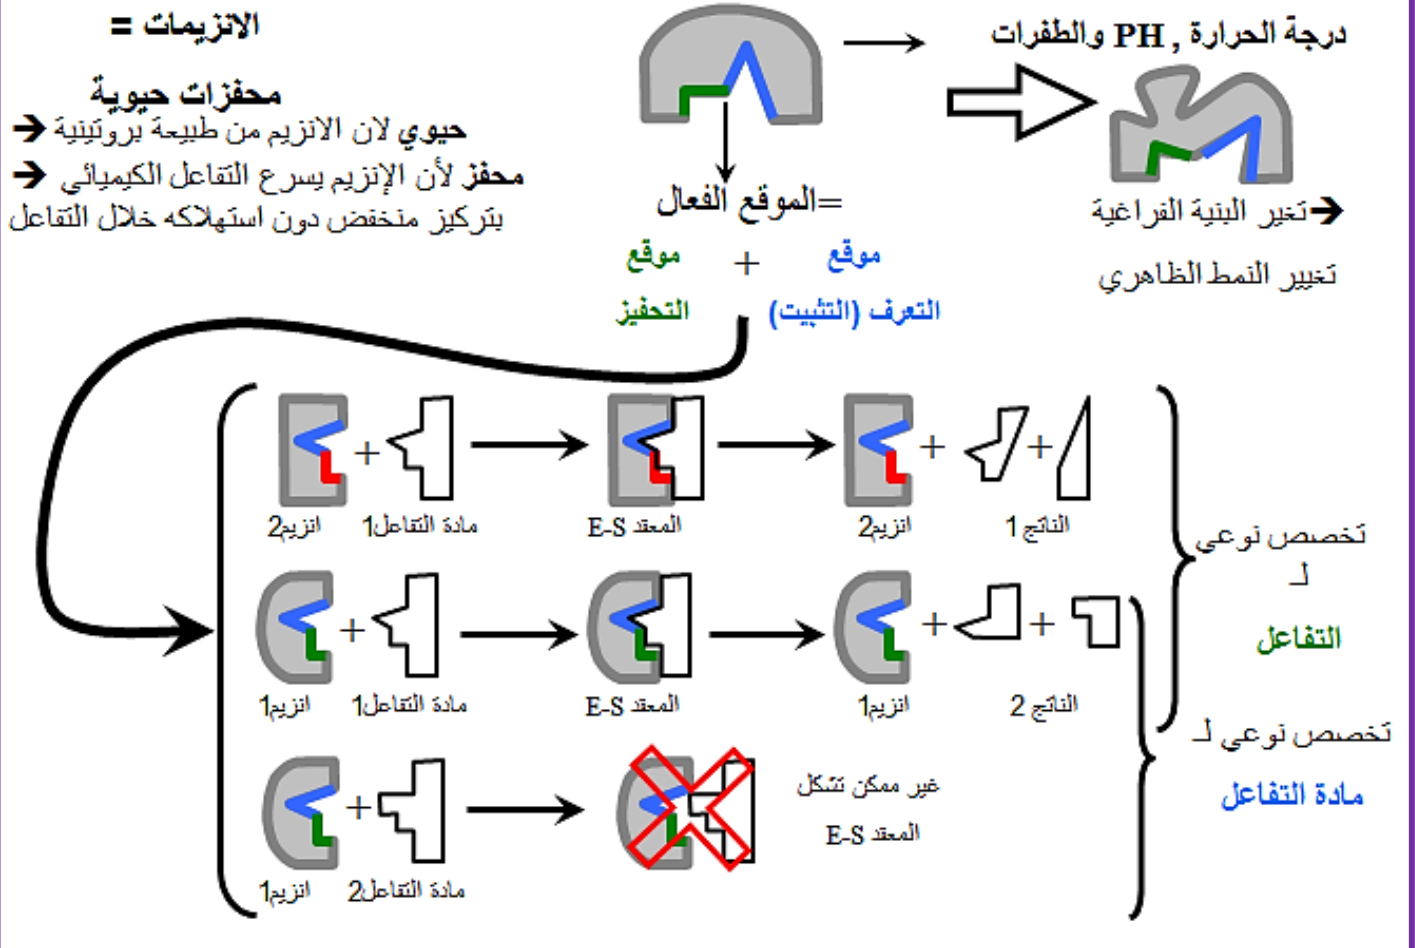 الانزيمات =
محفزات حيوية
حيوي لان الانزيم من طبيعة بروتينية
محفز لأن الإنزيم يسرع التفاعل الكيميائي
بتركيز منخفض دون استهلاكه خلال التفاعل
درجة الحرارة , PH والطفرات
تغير البنية الفراغية
تغيير النمط الظاهري
=الموقع الفعال
موقع + موقع
التعرف (التثبيت) التحفيز
+ +  +
انزيم2 مادة التفاعل1 المعقد E-S انزيم2 الناتج 1
+ + +
انزيم1 مادة التفاعل1 المعقد E-S انزيم1 الناتج 2
+
انزيم1 مادة التفاعل2
غير ممكن تشكل
المعقد E-S
تخصص نوعي
لـ
التفاعل
تخصص نوعي لـ
مادة التفاعل